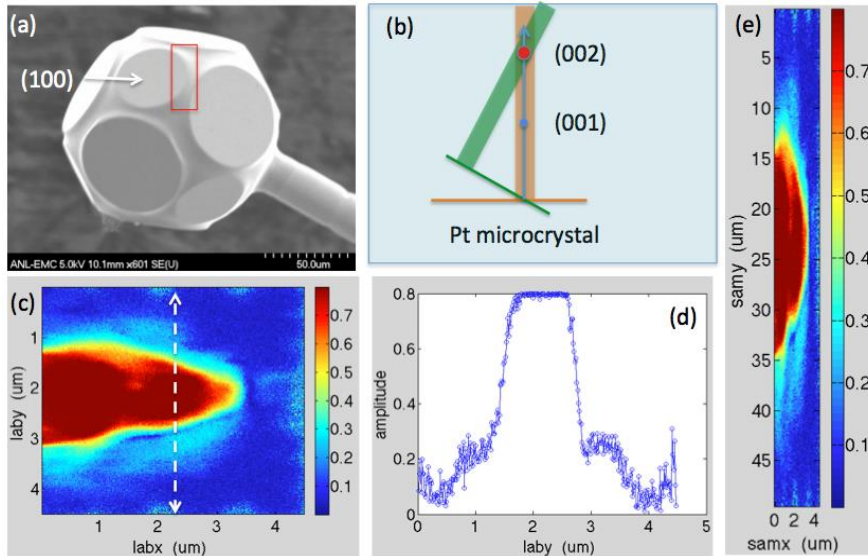 (a)
(100)
ANL-EMC 5.0kV 10.1mm x601 SE(U)
50.0um
(b)
(002)
(001)
Pt microcrystal
(c)
laby (um)
1
2
3
4
1 2 3 4
labx (um)
0.7
0.6
0.5
0.4
0.3
0.2
0.1
(d)
amplitude
0.8
0.6
0.4
0.2
0
0 1 2 3 4 5
laby (um)
(e)
samy (um)
5
10
15
20
25
30
35
40
45
0 2 4
samx (um)
0.7
0.6
0.5
0.4
0.3
0.2
0.1